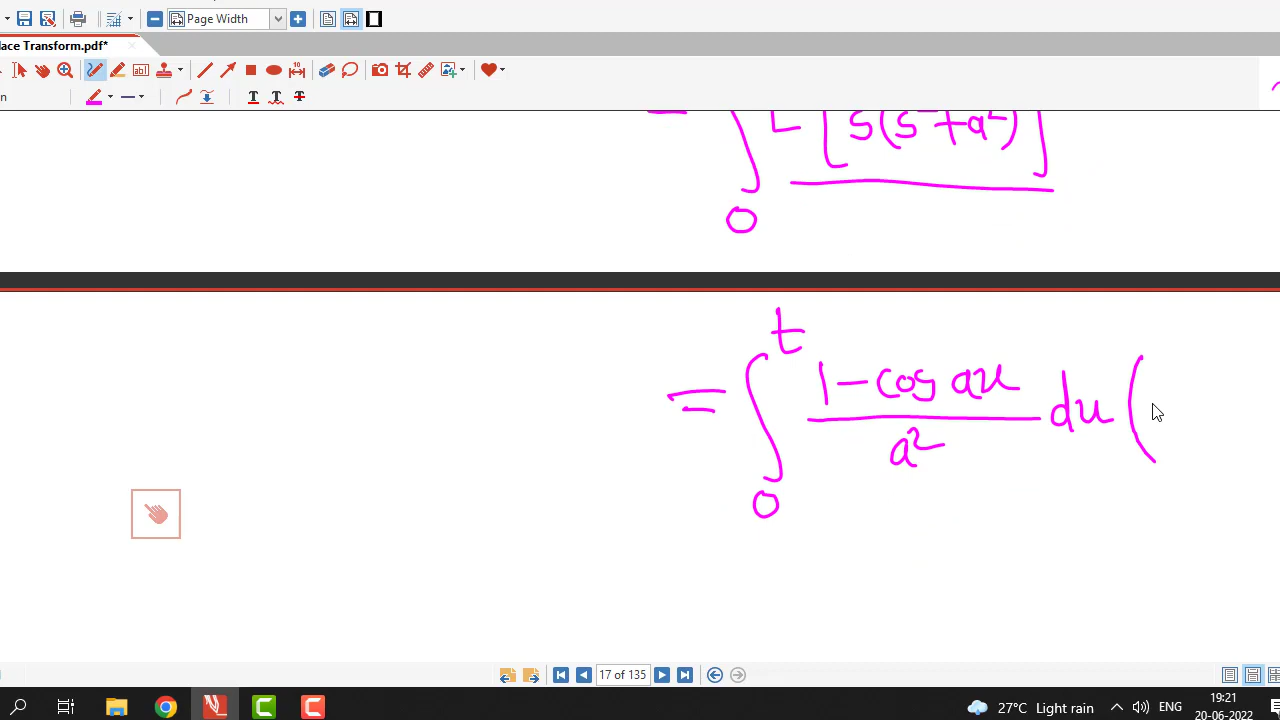 Page Width
lace Transform.pdf*
n
= ∫ L [ s(s²+a²) ]
0
t
= ∫ 1 - cos au / a² du (
0
17 of 135
27°C Light rain
ENG
19:21
20-06-2022